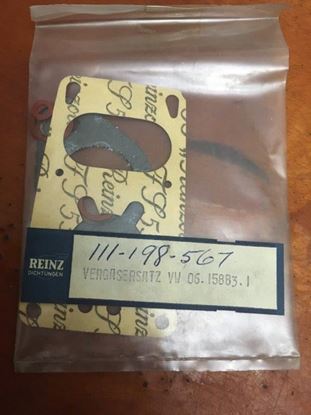 REINZ
DICHTUNGEN
111-198-567
VERGASERSATZ VW 06.15883.1